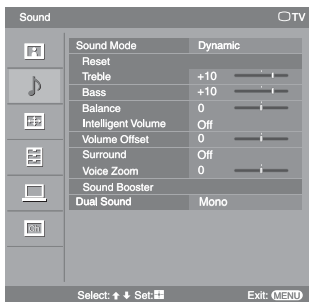 Sound TV
Sound Mode Dynamic
Reset
Treble +10
Bass +10
Balance 0
Intelligent Volume Off
Volume Offset 0
Surround Off
Voice Zoom 0
Sound Booster
Dual Sound Mono
Select: Set: Exit: MENU